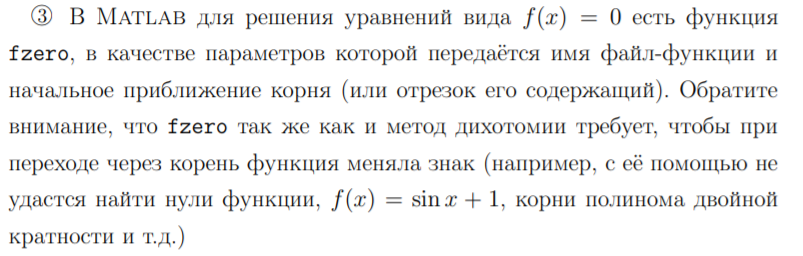 ③ В MATLAB для решения уравнений вида f(x) = 0 есть функция
fzero, в качестве параметров которой передаётся имя файл-функции и
начальное приближение корня (или отрезок его содержащий). Обратите
внимание, что fzero так же как и метод дихотомии требует, чтобы при
переходе через корень функция меняла знак (например, с её помощью не
удастся найти нули функции, f(x) = sin x + 1, корни полинома двойной
кратности и т.д.)